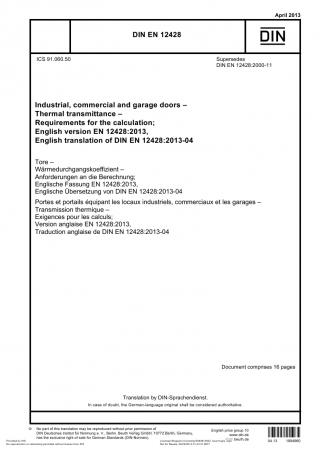 April 2013
DIN EN 12428
DIN
ICS 91.060.50
Supersedes
DIN EN 12428:2000-11
Industrial, commercial and garage doors –
Thermal transmittance –
Requirements for the calculation;
English version EN 12428:2013,
English translation of DIN EN 12428:2013-04
Tore –
Wärmedurchgangskoeffizient –
Anforderungen an die Berechnung;
Englische Fassung EN 12428:2013,
Englische Übersetzung von DIN EN 12428:2013-04
Portes et portails équipant les locaux industriels, commerciaux et les garages –
Transmission thermique –
Exigences pour les calculs;
Version anglaise EN 12428:2013,
Traduction anglaise de DIN EN 12428:2013-04
Document comprises 16 pages
Translation by DIN-Sprachendienst.
In case of doubt, the German-language original shall be considered authoritative.
© No part of this translation may be reproduced without prior permission of
DIN Deutsches Institut für Normung e. V., Berlin. Beuth Verlag GmbH, 10772 Berlin, Germany,
has the exclusive right of sale for German Standards (DIN-Normen).
English price group 10
www.din.de
www.beuth.de
04.13